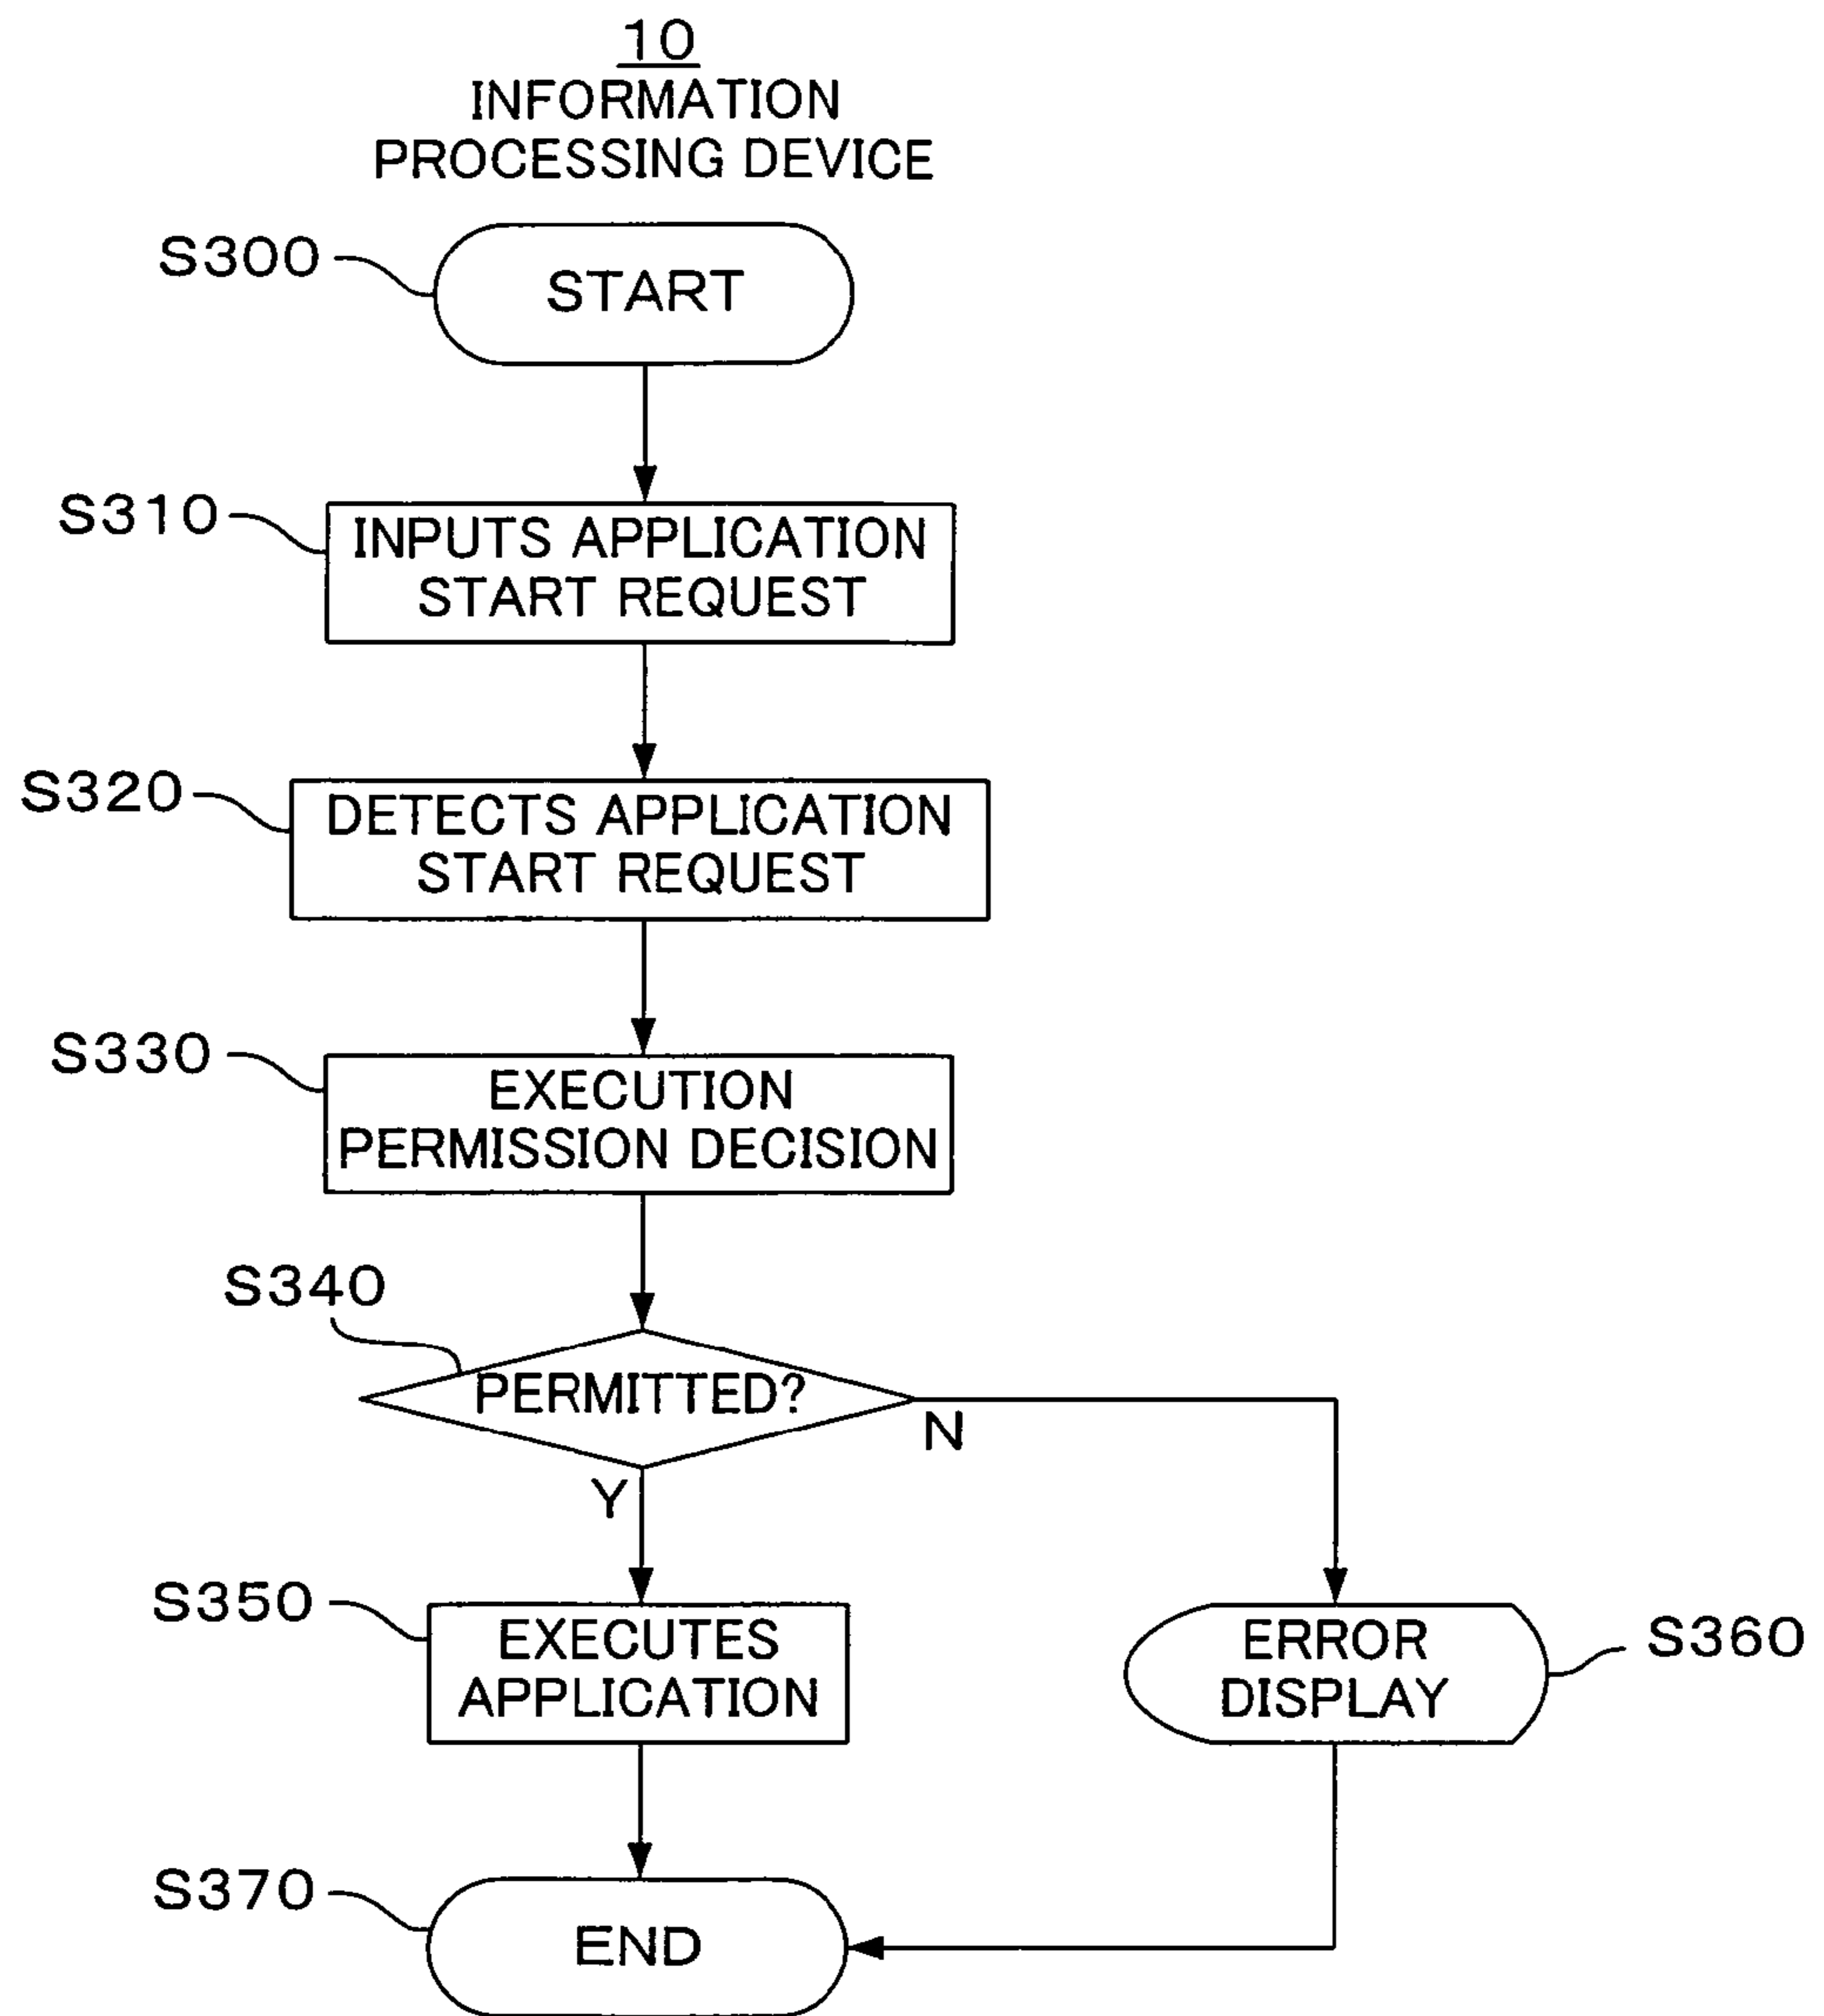 10
INFORMATION
PROCESSING DEVICE
S300
START
S310
INPUTS APPLICATION
START REQUEST
S320
DETECTS APPLICATION
START REQUEST
S330
EXECUTION
PERMISSION DECISION
S340
PERMITTED?
N
Y
S350
EXECUTES
APPLICATION
ERROR
DISPLAY
S360
S370
END